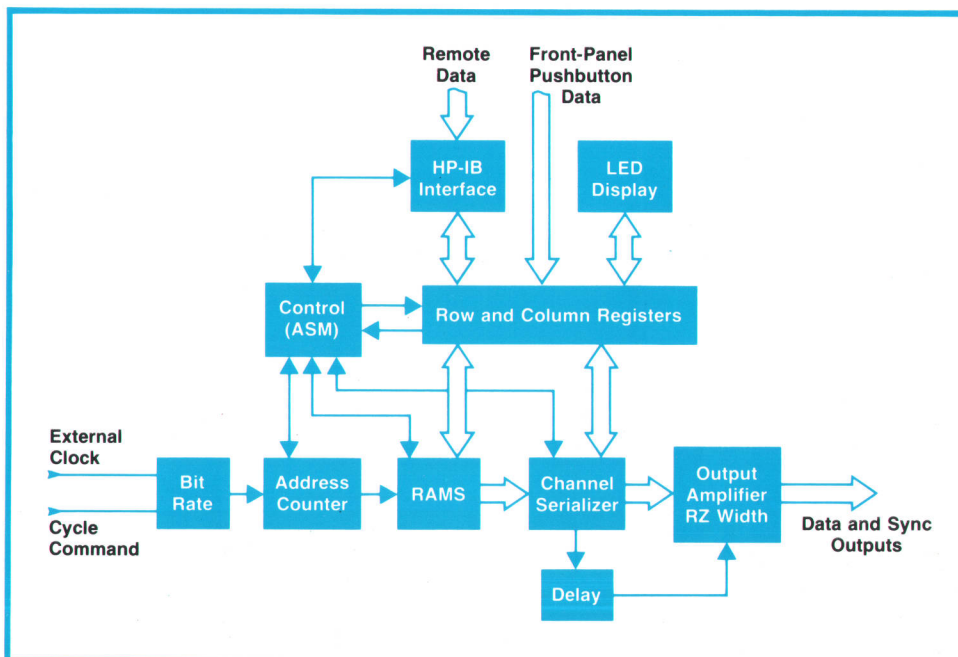 Remote
Data
Front-Panel
Pushbutton
Data
HP-IB
Interface
LED
Display
Control
(ASM)
Row and Column Registers
External
Clock
Cycle
Command
Bit
Rate
Address
Counter
RAMS
Channel
Serializer
Output
Amplifier
RZ Width
Data and Sync
Outputs
Delay